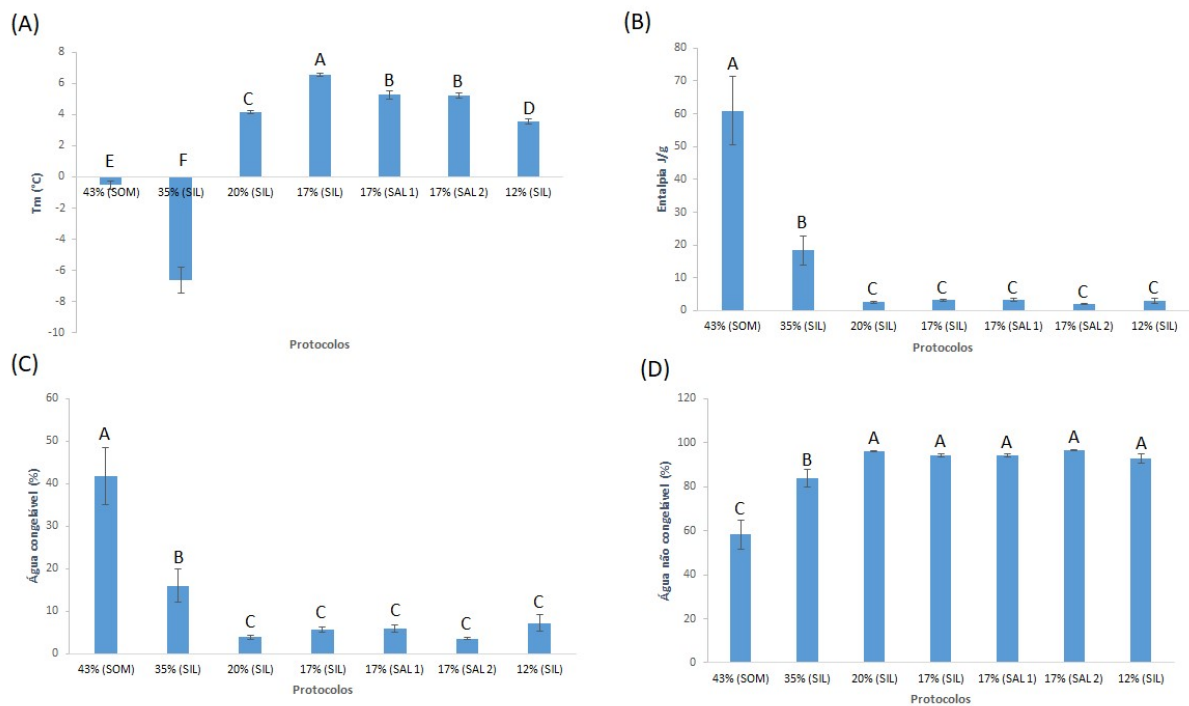 (A)
8
6
4
2
0
-2
-4
-6
-8
-10
Tm (°C)
E
F
C
A
B
B
D
43% (SOM) 35% (SIL) 20% (SIL) 17% (SIL) 17% (SAL 1) 17% (SAL 2) 12% (SIL)
Protocolos
(B)
80
70
60
50
40
30
20
10
0
Entalpia J/g
A
B
C
C
C
C
C
43% (SOM) 35% (SIL) 20% (SIL) 17% (SIL) 17% (SAL 1) 17% (SAL 2) 12% (SIL)
Protocolos
(C)
60
50
40
30
20
10
0
Água congelável (%)
A
B
C
C
C
C
C
43% (SOM) 35% (SIL) 20% (SIL) 17% (SIL) 17% (SAL 1) 17% (SAL 2) 12% (SIL)
Protocolos
(D)
120
100
80
60
40
20
0
Água não congelável (%)
C
B
A
A
A
A
A
43% (SOM) 35% (SIL) 20% (SIL) 17% (SIL) 17% (SAL 1) 17% (SAL 2) 12% (SIL)
Protocolos